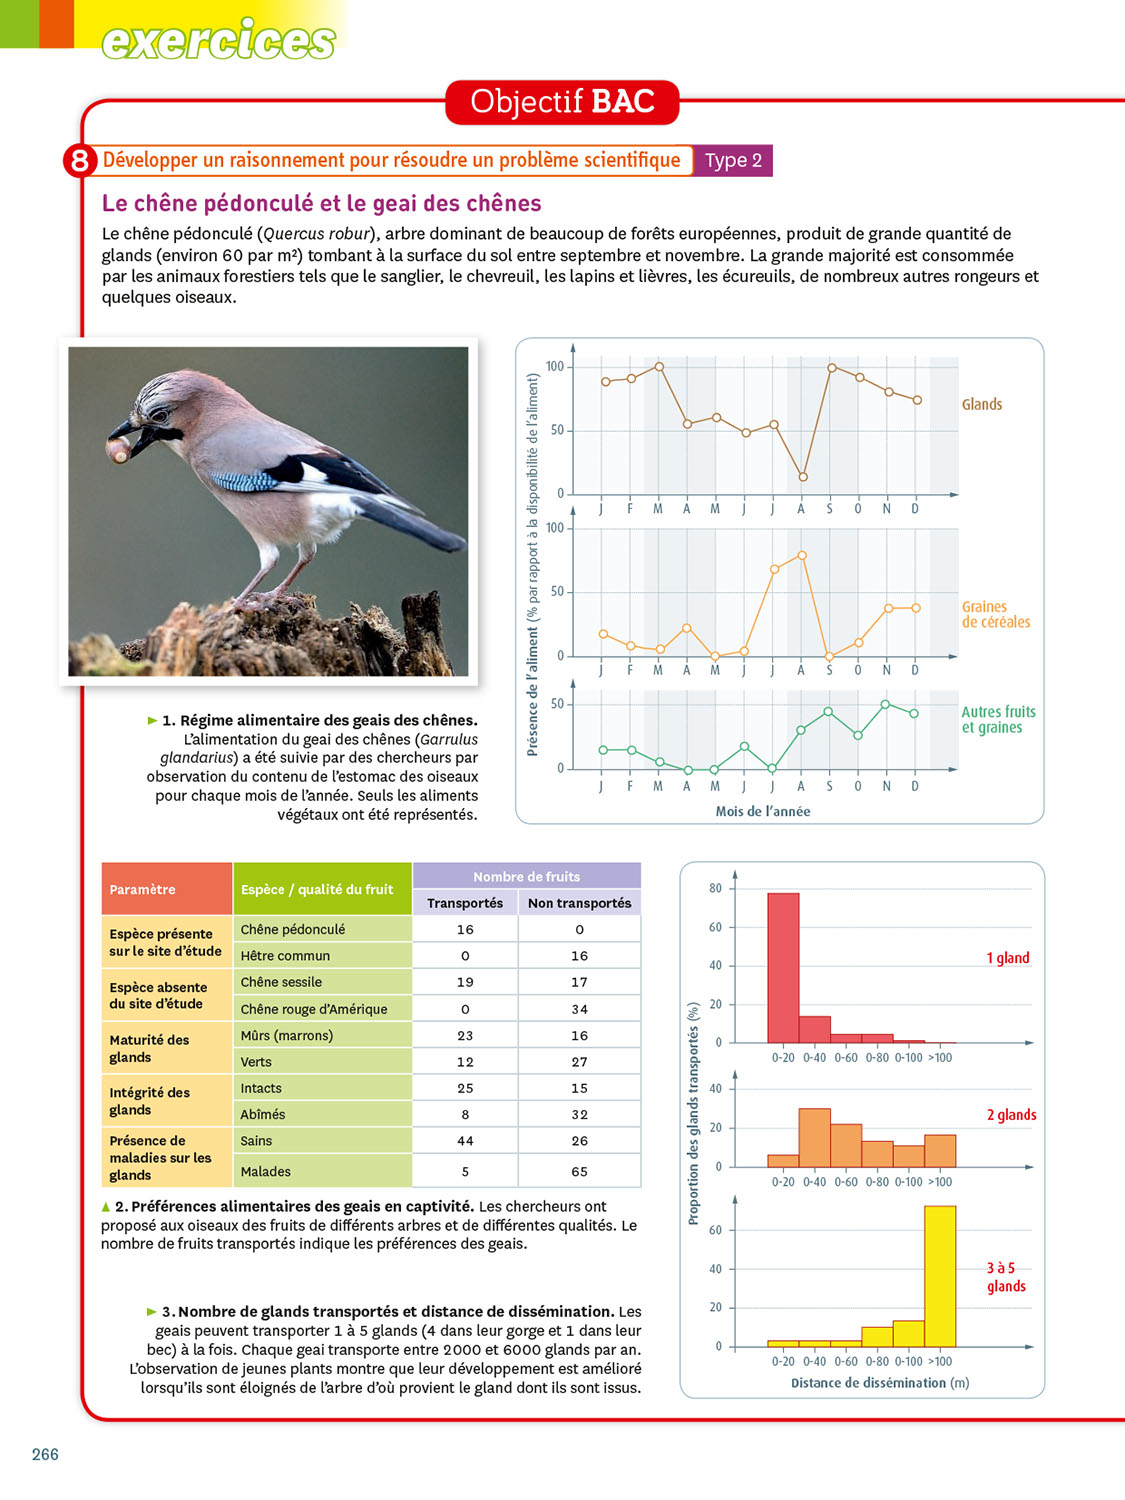 exercices
Objectif BAC
8 Développer un raisonnement pour résoudre un problème scientifique Type 2
Le chêne pédonculé et le geai des chênes
Le chêne pédonculé (Quercus robur), arbre dominant de beaucoup de forêts européennes, produit de grande quantité de
glands (environ 60 par m²) tombant à la surface du sol entre septembre et novembre. La grande majorité est consommée
par les animaux forestiers tels que le sanglier, le chevreuil, les lapins et lièvres, les écureuils, de nombreux autres rongeurs et
quelques oiseaux.
Présence de l'aliment (% par rapport à la disponibilité de l'aliment)
100
50
0
J F M A M J J A S O N D
Glands
100
50
0
J F M A M J J A S O N D
Graines
de céréales
50
0
J F M A M J J A S O N D
Autres fruits
et graines
Mois de l'année
► 1. Régime alimentaire des geais des chênes.
L'alimentation du geai des chênes (Garrulus
glandarius) a été suivie par des chercheurs par
observation du contenu de l'estomac des oiseaux
pour chaque mois de l'année. Seuls les aliments
végétaux ont été représentés.
Paramètre Espèce / qualité du fruit Nombre de fruits
Transportés Non transportés
Espèce présente
sur le site d'étude
Chêne pédonculé 16 0
Hêtre commun 0 16
Espèce absente
du site d'étude
Chêne sessile 19 17
Chêne rouge d'Amérique 0 34
Maturité des
glands
Mûrs (marrons) 23 16
Verts 12 27
Intégrité des
glands
Intacts 25 15
Abîmés 8 32
Présence de
maladies sur les
glands
Sains 44 26
Malades 5 65
▲ 2. Préférences alimentaires des geais en captivité. Les chercheurs ont
proposé aux oiseaux des fruits de différents arbres et de différentes qualités. Le
nombre de fruits transportés indique les préférences des geais.
► 3. Nombre de glands transportés et distance de dissémination. Les
geais peuvent transporter 1 à 5 glands (4 dans leur gorge et 1 dans leur
bec) à la fois. Chaque geai transporte entre 2000 et 6000 glands par an.
L'observation de jeunes plants montre que leur développement est amélioré
lorsqu'ils sont éloignés de l'arbre d'où provient le gland dont ils sont issus.
Proportion des glands transportés (%)
80
60
40
20
0
0-20 0-40 0-60 0-80 0-100 >100
1 gland
40
20
0
0-20 0-40 0-60 0-80 0-100 >100
2 glands
60
40
20
0
0-20 0-40 0-60 0-80 0-100 >100
3 à 5
glands
Distance de dissémination (m)
266